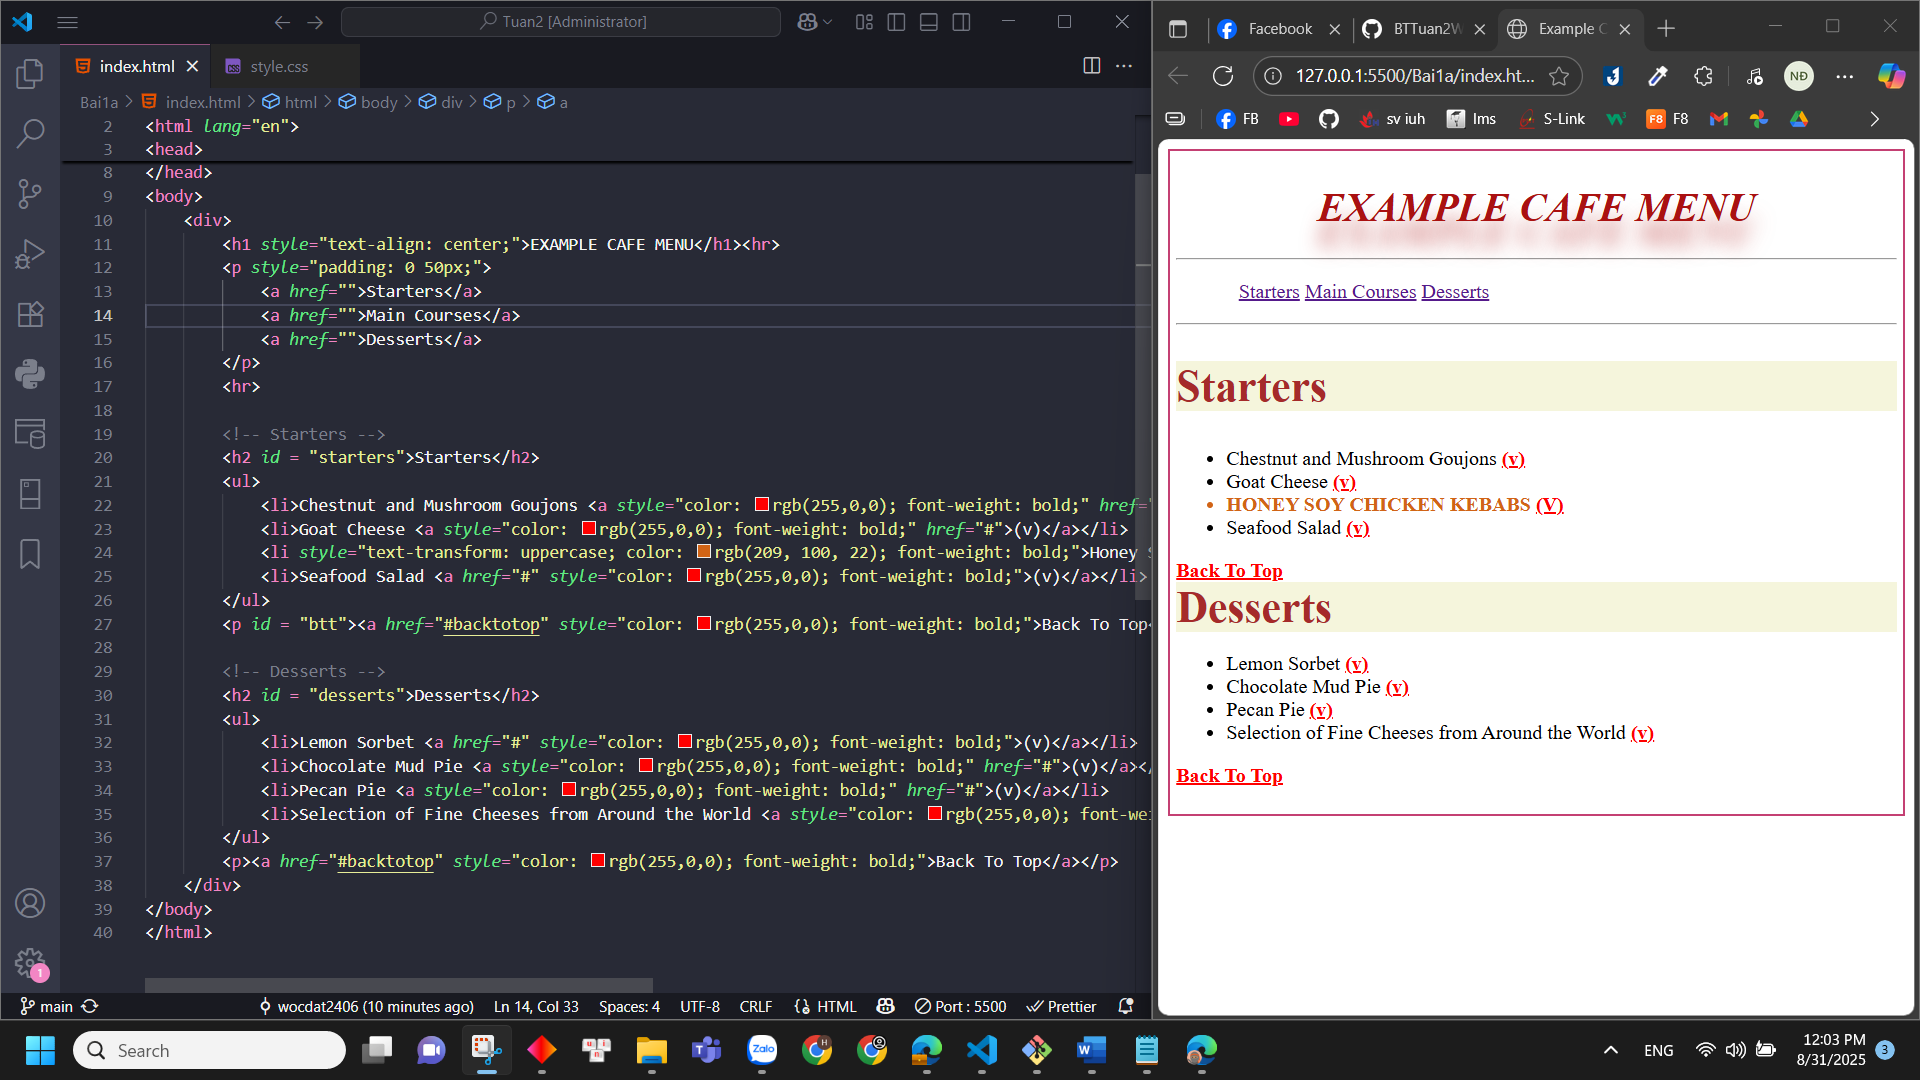 Tuan2 [Administrator]
index.html
style.css
Bai1a > index.html > html > body > div > p > a
2 <html lang="en">
3 <head>
8 </head>
9 <body>
10 <div>
11 <h1 style="text-align: center;">EXAMPLE CAFE MENU</h1><hr>
12 <p style="padding: 0 50px;">
13 <a href="">Starters</a>
14 <a href="">Main Courses</a>
15 <a href="">Desserts</a>
16 </p>
17 <hr>
18
19 <!-- Starters -->
20 <h2 id = "starters">Starters</h2>
21 <ul>
22 <li>Chestnut and Mushroom Goujons <a style="color: rgb(255,0,0); font-weight: bold;" href="
23 <li>Goat Cheese <a style="color: rgb(255,0,0); font-weight: bold;" href="#">(v)</a></li>
24 <li style="text-transform: uppercase; color: rgb(209, 100, 22); font-weight: bold;">Honey S
25 <li>Seafood Salad <a href="#" style="color: rgb(255,0,0); font-weight: bold;">(v)</a></li>
26 </ul>
27 <p id = "btt"><a href="#backtotop" style="color: rgb(255,0,0); font-weight: bold;">Back To Top<
28
29 <!-- Desserts -->
30 <h2 id = "desserts">Desserts</h2>
31 <ul>
32 <li>Lemon Sorbet <a href="#" style="color: rgb(255,0,0); font-weight: bold;">(v)</a></li>
33 <li>Chocolate Mud Pie <a style="color: rgb(255,0,0); font-weight: bold;" href="#">(v)</a></
34 <li>Pecan Pie <a style="color: rgb(255,0,0); font-weight: bold;" href="#">(v)</a></li>
35 <li>Selection of Fine Cheeses from Around the World <a style="color: rgb(255,0,0); font-we
36 </ul>
37 <p><a href="#backtotop" style="color: rgb(255,0,0); font-weight: bold;">Back To Top</a></p>
38 </div>
39 </body>
40 </html>
1
main
wocdat2406 (10 minutes ago)
Ln 14, Col 33
Spaces: 4
UTF-8
CRLF
HTML
Port : 5500
Prettier
Facebook
BTTuan2W
Example C
127.0.0.1:5500/Bai1a/index.ht...
NĐ
FB
sv iuh
lms
S-Link
F8
F8
EXAMPLE CAFE MENU
Starters Main Courses Desserts
Starters
Chestnut and Mushroom Goujons (v)
Goat Cheese (v)
HONEY SOY CHICKEN KEBABS (V)
Seafood Salad (v)
Back To Top
Desserts
Lemon Sorbet (v)
Chocolate Mud Pie (v)
Pecan Pie (v)
Selection of Fine Cheeses from Around the World (v)
Back To Top
Search
Zalo
H
ENG
12:03 PM
8/31/2025
3